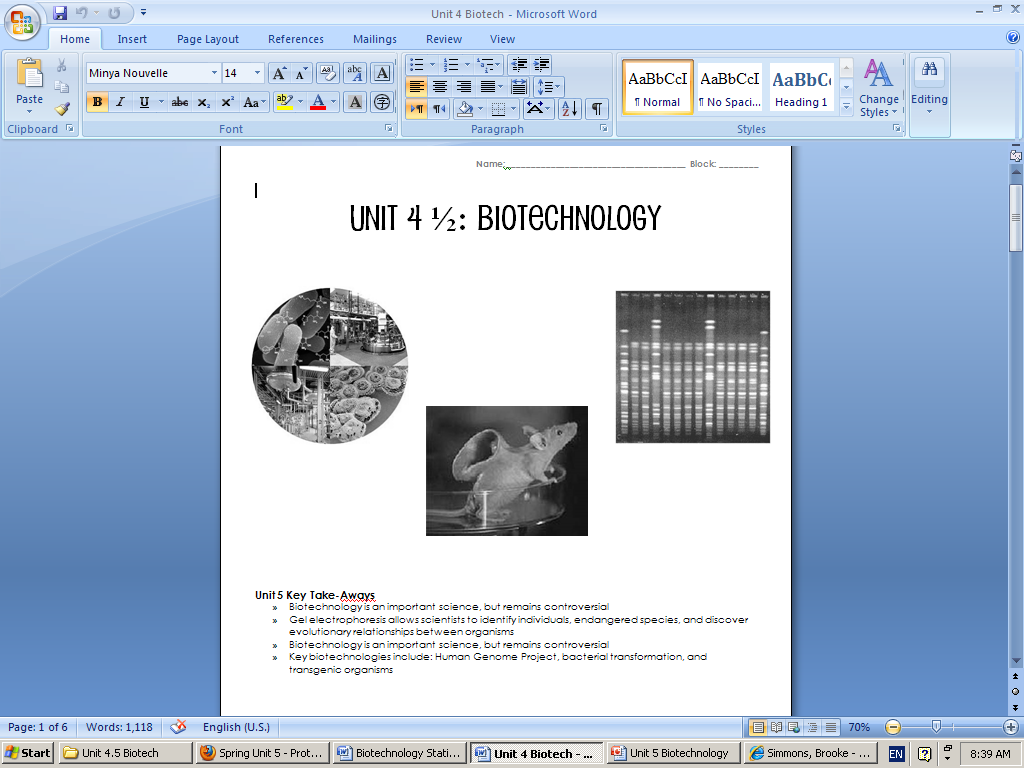 Unit 4 Biotech - Microsoft Word
Home Insert Page Layout References Mailings Review View
Paste
Clipboard
Minya Nouvelle 14
B I U abc X₂ X² Aa ab A A
Font
Paragraph
AaBbCcI AaBbCcI AaBbCc
¶ Normal ¶ No Spaci... Heading 1
Change Styles
Styles
Editing
Name: Block:
UNIT 4 ½: BIOTECHNOLOGY
Unit 5 Key Take-Aways
» Biotechnology is an important science, but remains controversial
» Gel electrophoresis allows scientists to identify individuals, endangered species, and discover
evolutionary relationships between organisms
» Biotechnology is an important science, but remains controversial
» Key biotechnologies include: Human Genome Project, bacterial transformation, and
transgenic organisms
Page: 1 of 6 Words: 1,118 English (U.S.) 70%
Start Unit 4.5 Biotech Spring Unit 5 - Prot... Biotechnology Stati... Unit 4 Biotech - ... Unit 5 Biotechnology Simmons, Brooke - ... EN 8:39 AM